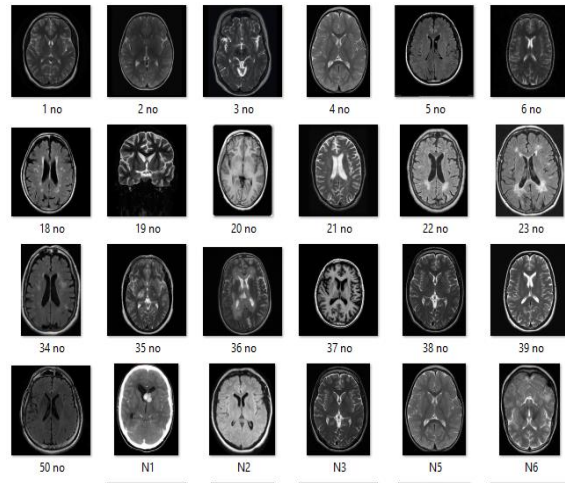 1 no 2 no 3 no 4 no 5 no 6 no
18 no 19 no 20 no 21 no 22 no 23 no
34 no 35 no 36 no 37 no 38 no 39 no
50 no N1 N2 N3 N5 N6